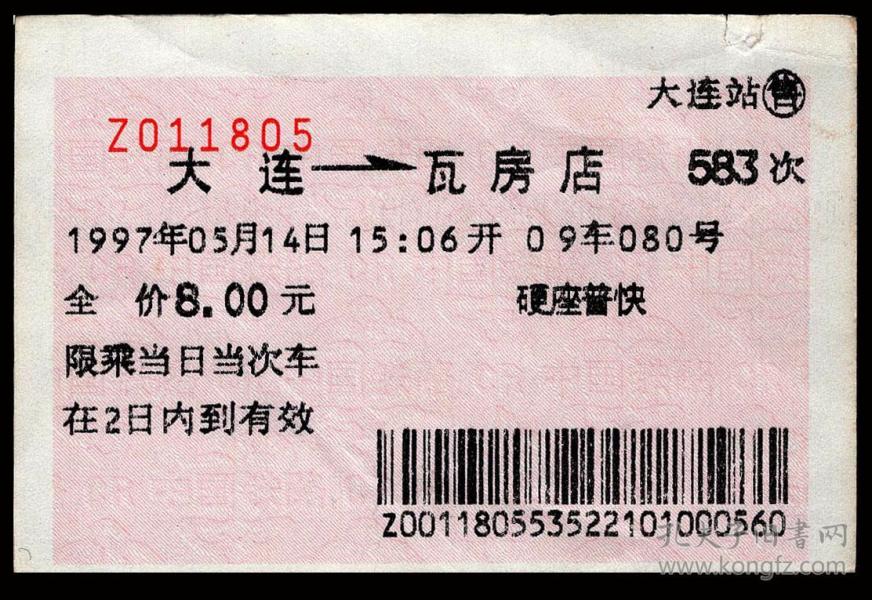 大连站售
Z011805
大连→瓦房店 583次
1997年05月14日 15:06开 09车080号
全价8.00元 硬座普快
限乘当日当次车
在2日内到有效
Z0011805535221010005​60
孔夫子旧書网
www.kongfz.com